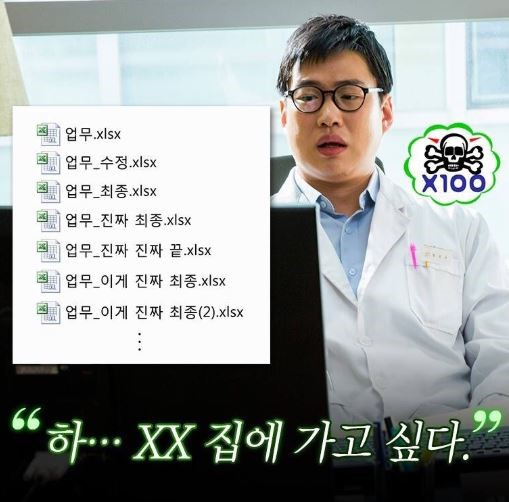 업무.xlsx
업무_수정.xlsx
업무_최종.xlsx
업무_진짜 최종.xlsx
업무_진짜 진짜 끝.xlsx
업무_이게 진짜 최종.xlsx
업무_이게 진짜 최종(2).xlsx
⋮
X100
“하… XX 집에 가고 싶다.”